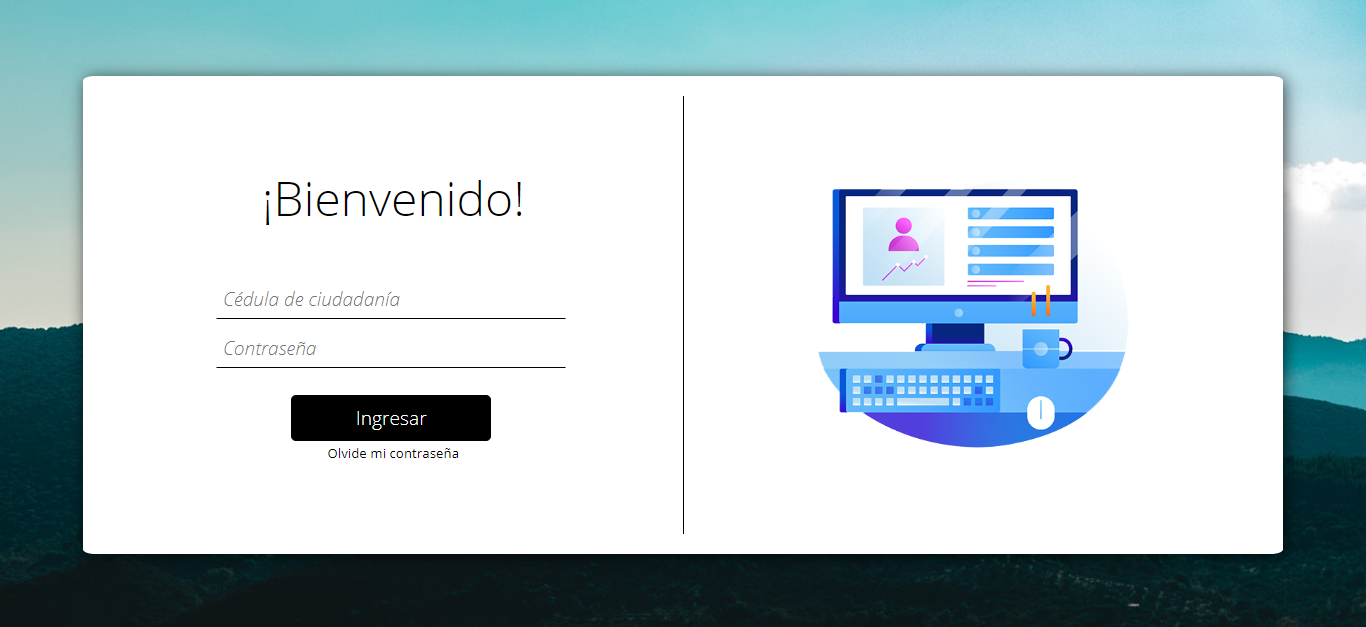 ¡Bienvenido!
Cédula de ciudadanía
Contraseña
Ingresar
Olvide mi contraseña